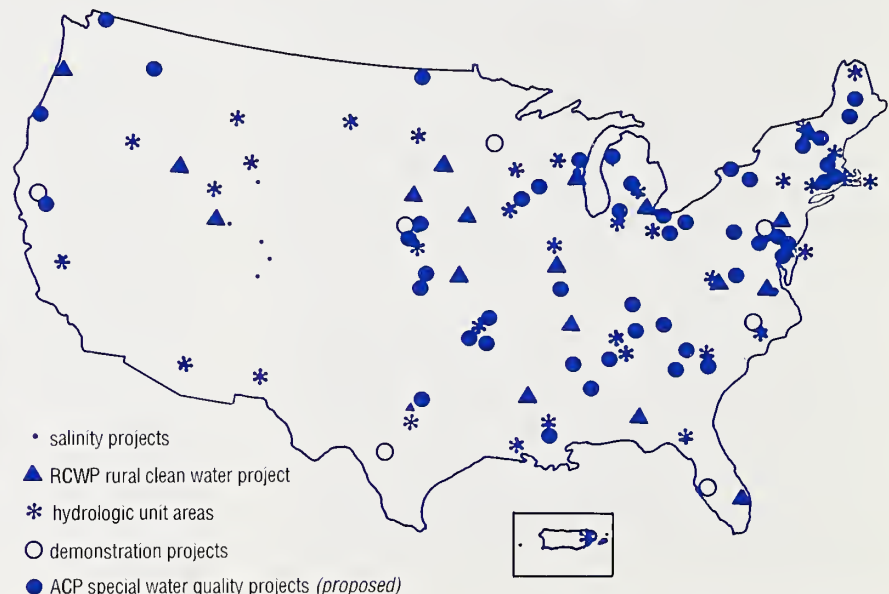 salinity projects
RCWP rural clean water project
hydrologic unit areas
demonstration projects
ACP special water quality projects (proposed)